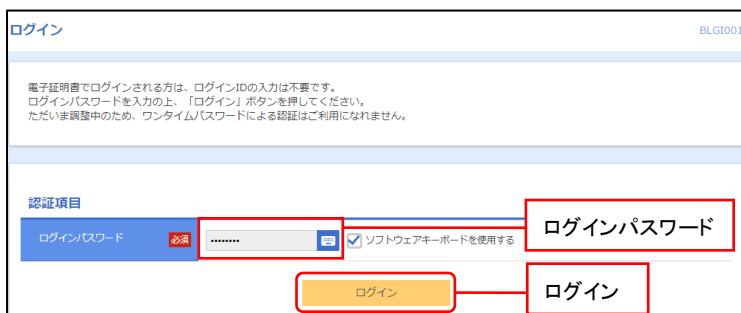 ログイン
BLGI001
電子証明書でログインされる方は、ログインIDの入力は不要です。
ログインパスワードを入力の上、「ログイン」ボタンを押してください。
ただいま調整中のため、ワンタイムパスワードによる認証はご利用になれません。
認証項目
ログインパスワード
必須
••••••••
ソフトウェアキーボードを使用する
ログインパスワード
ログイン
ログイン